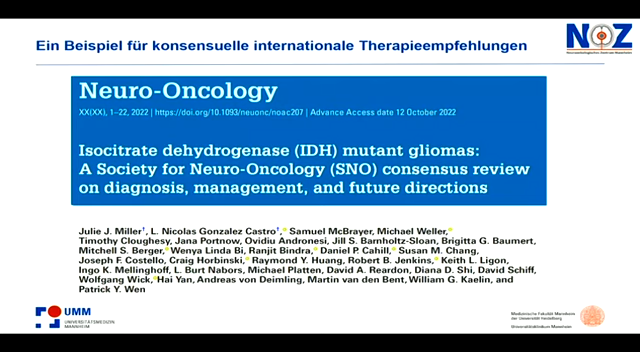 Ein Beispiel für konsensuelle internationale Therapieempfehlungen
NOZ
Neuro-Oncology
XX(XX), 1–22, 2022 | https://doi.org/10.1093/neuonc/noac207 | Advance Access date 12 October 2022
Isocitrate dehydrogenase (IDH) mutant gliomas:
A Society for Neuro-Oncology (SNO) consensus review
on diagnosis, management, and future directions
Julie J. Miller†, L. Nicolas Gonzalez Castro†, Samuel McBrayer, Michael Weller,
Timothy Cloughesy, Jana Portnow, Ovidiu Andronesi, Jill S. Barnholtz-Sloan, Brigitta G. Baumert,
Mitchell S. Berger, Wenya Linda Bi, Ranjit Bindra, Daniel P. Cahill, Susan M. Chang,
Joseph F. Costello, Craig Horbinski, Raymond Y. Huang, Robert B. Jenkins, Keith L. Ligon,
Ingo K. Mellinghoff, L. Burt Nabors, Michael Platten, David A. Reardon, Diana D. Shi, David Schiff,
Wolfgang Wick, Hai Yan, Andreas von Deimling, Martin van den Bent, William G. Kaelin, and
Patrick Y. Wen
UMM
UNIVERSITÄTSMEDIZIN
MANNHEIM
Medizinische Fakultät Mannheim
der Universität Heidelberg
Universitätsklinikum Mannheim